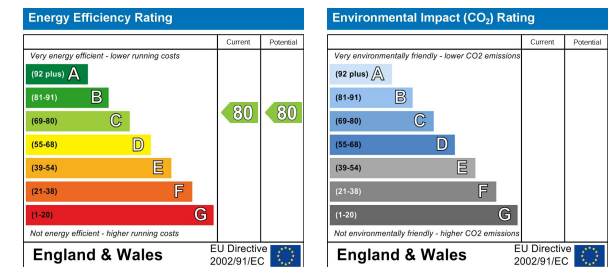 Energy Efficiency Rating
Current Potential
Very energy efficient - lower running costs
(92 plus) A
(81-91) B
(69-80) C
80 80
(55-68) D
(39-54) E
(21-38) F
(1-20) G
Not energy efficient - higher running costs
England & Wales
EU Directive
2002/91/EC
Environmental Impact (CO₂) Rating
Current Potential
Very environmentally friendly - lower CO2 emissions
(92 plus) A
(81-91) B
(69-80) C
(55-68) D
(39-54) E
(21-38) F
(1-20) G
Not environmentally friendly - higher CO2 emissions
England & Wales
EU Directive
2002/91/EC